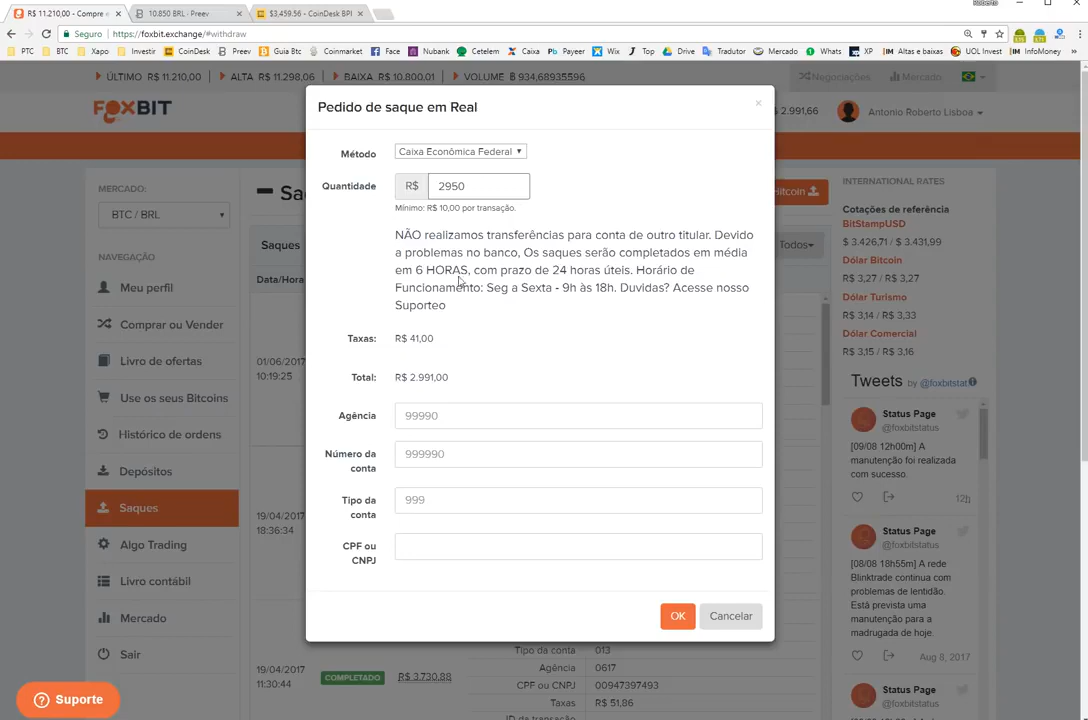 Roberto
R$ 11.210,00 - Compre e
10.850 BRL / Preev
$3,459.56 - CoinDesk BPI
Seguro
https://foxbit.exchange/#withdraw
PTC BTC Xapo Investir CoinDesk Preev Guia Btc Coinmarket Face Nubank Cetelem Caixa Payeer Wix Top Drive Tradutor Mercado Whats XP Altas e baixas UOL Invest InfoMoney
ÚLTIMO R$ 11.210,00 ALTA R$ 11.298,06 BAIXA R$ 10.800,01 VOLUME ฿ 934,68935596
Negociações Mercado
FOXBIT
$ 2.991,66 Antonio Roberto Lisboa
MERCADO:
BTC / BRL
NAVEGAÇÃO
Meu perfil
Comprar ou Vender
Livro de ofertas
Use os seus Bitcoins
Histórico de ordens
Depósitos
Saques
Algo Trading
Livro contábil
Mercado
Sair
Suporte
Saques
Data/Hora
Todos
01/06/2017
10:19:25
19/04/2017
18:36:34
19/04/2017
11:30:44
COMPLETADO
R$ 3.730,88
Pedido de saque em Real
×
Método
Caixa Econômica Federal
Quantidade
R$ 2950
Mínimo: R$ 10,00 por transação.
NÃO realizamos transferências para conta de outro titular. Devido
a problemas no banco, Os saques serão completados em média
em 6 HORAS, com prazo de 24 horas úteis. Horário de
Funcionamento: Seg a Sexta - 9h às 18h. Duvidas? Acesse nosso
Suporteo
Taxas: R$ 41,00
Total: R$ 2.991,00
Agência 99990
Número da
conta
999990
Tipo da
conta
999
CPF ou
CNPJ
OK Cancelar
Tipo da conta 013
Agência 0617
CPF ou CNPJ 00947397493
Taxas R$ 51,86
ID da transação
INTERNATIONAL RATES
Cotações de referência
BitStampUSD
$ 3.426,71 / $ 3.431,99
Dólar Bitcoin
R$ 3,27 / R$ 3,27
Dólar Turismo
R$ 3,14 / R$ 3,33
Dólar Comercial
R$ 3,15 / R$ 3,16
Tweets by @foxbitstat
Status Page
@foxbitstatus
[09/08 12h00m] A
manutenção foi realizada
com sucesso.
12h
Status Page
@foxbitstatus
[08/08 18h55m] A rede
Blinktrade continua com
problemas de lentidão.
Está prevista uma
manutenção para a
madrugada de hoje.
Aug 8, 2017
Status Page
@foxbitstatus